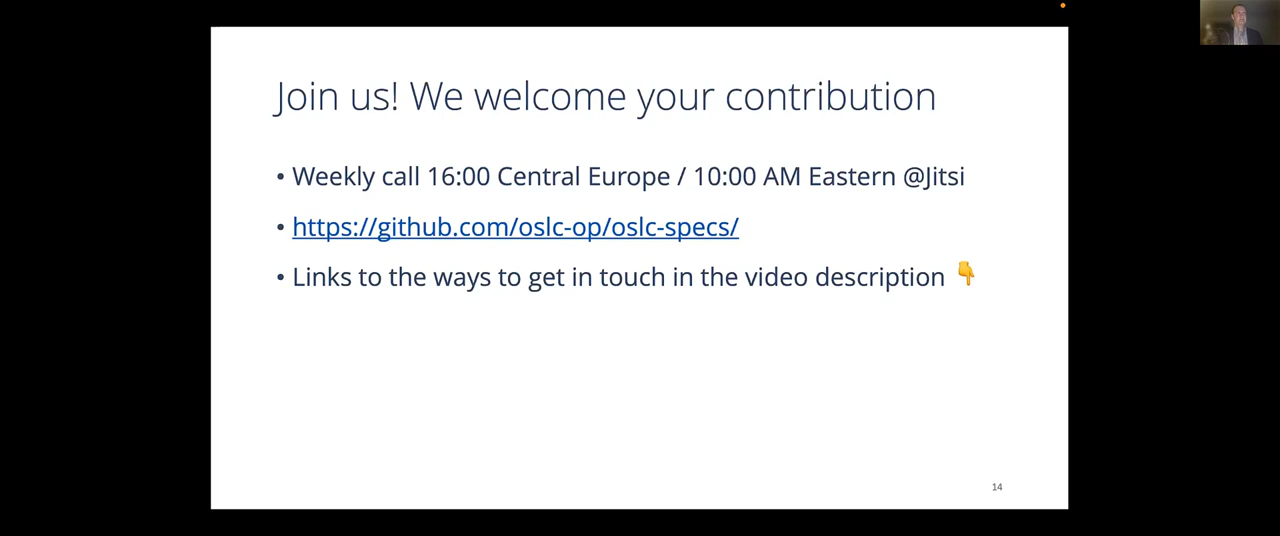 Join us! We welcome your contribution
• Weekly call 16:00 Central Europe / 10:00 AM Eastern @Jitsi
• https://github.com/oslc-op/oslc-specs/
• Links to the ways to get in touch in the video description 👇
14